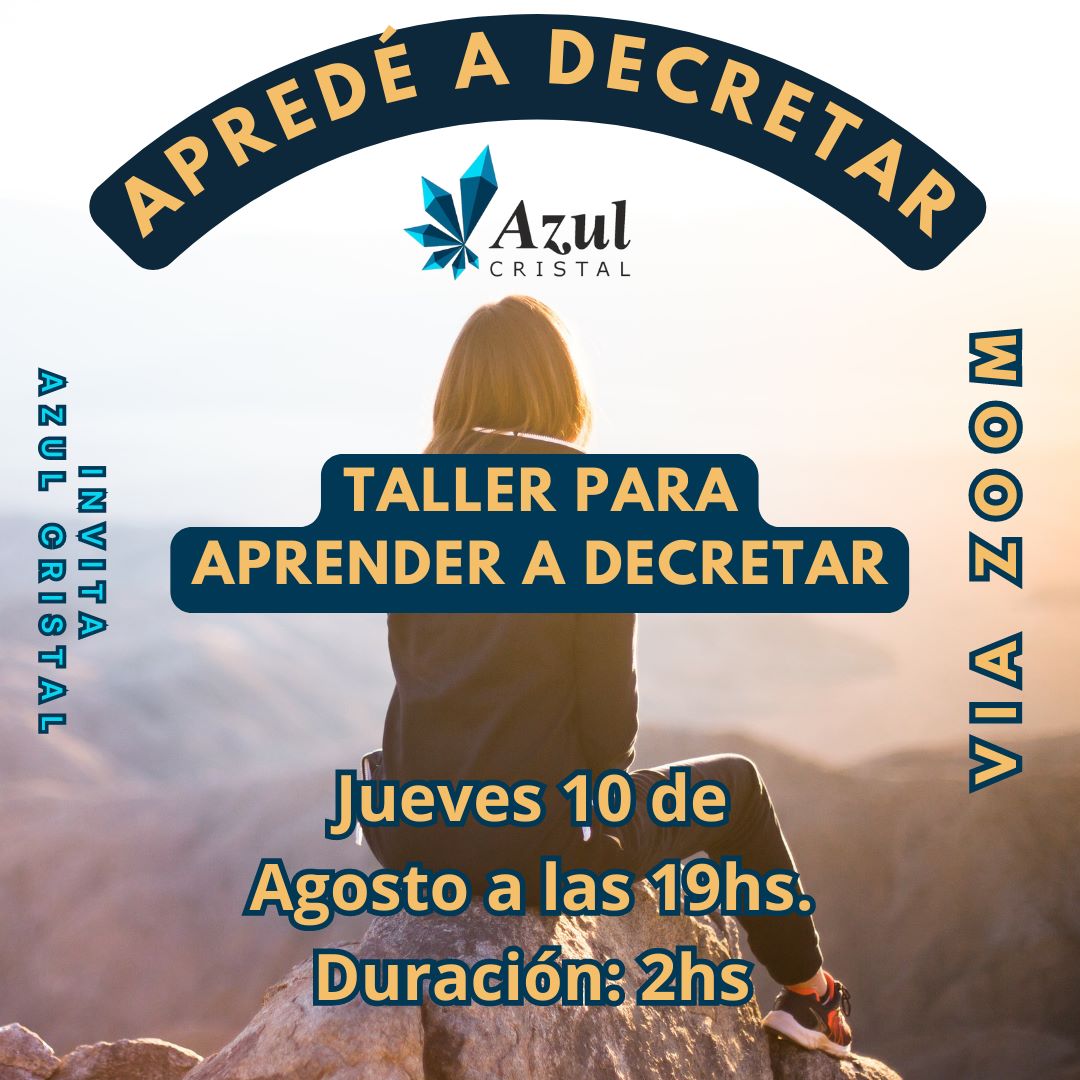 APREDÉ A DECRETAR
Azul
CRISTAL
INVITA
AZUL CRISTAL
VIA ZOOM
TALLER PARA
APRENDER A DECRETAR
Jueves 10 de
Agosto a las 19hs.
Duración: 2hs